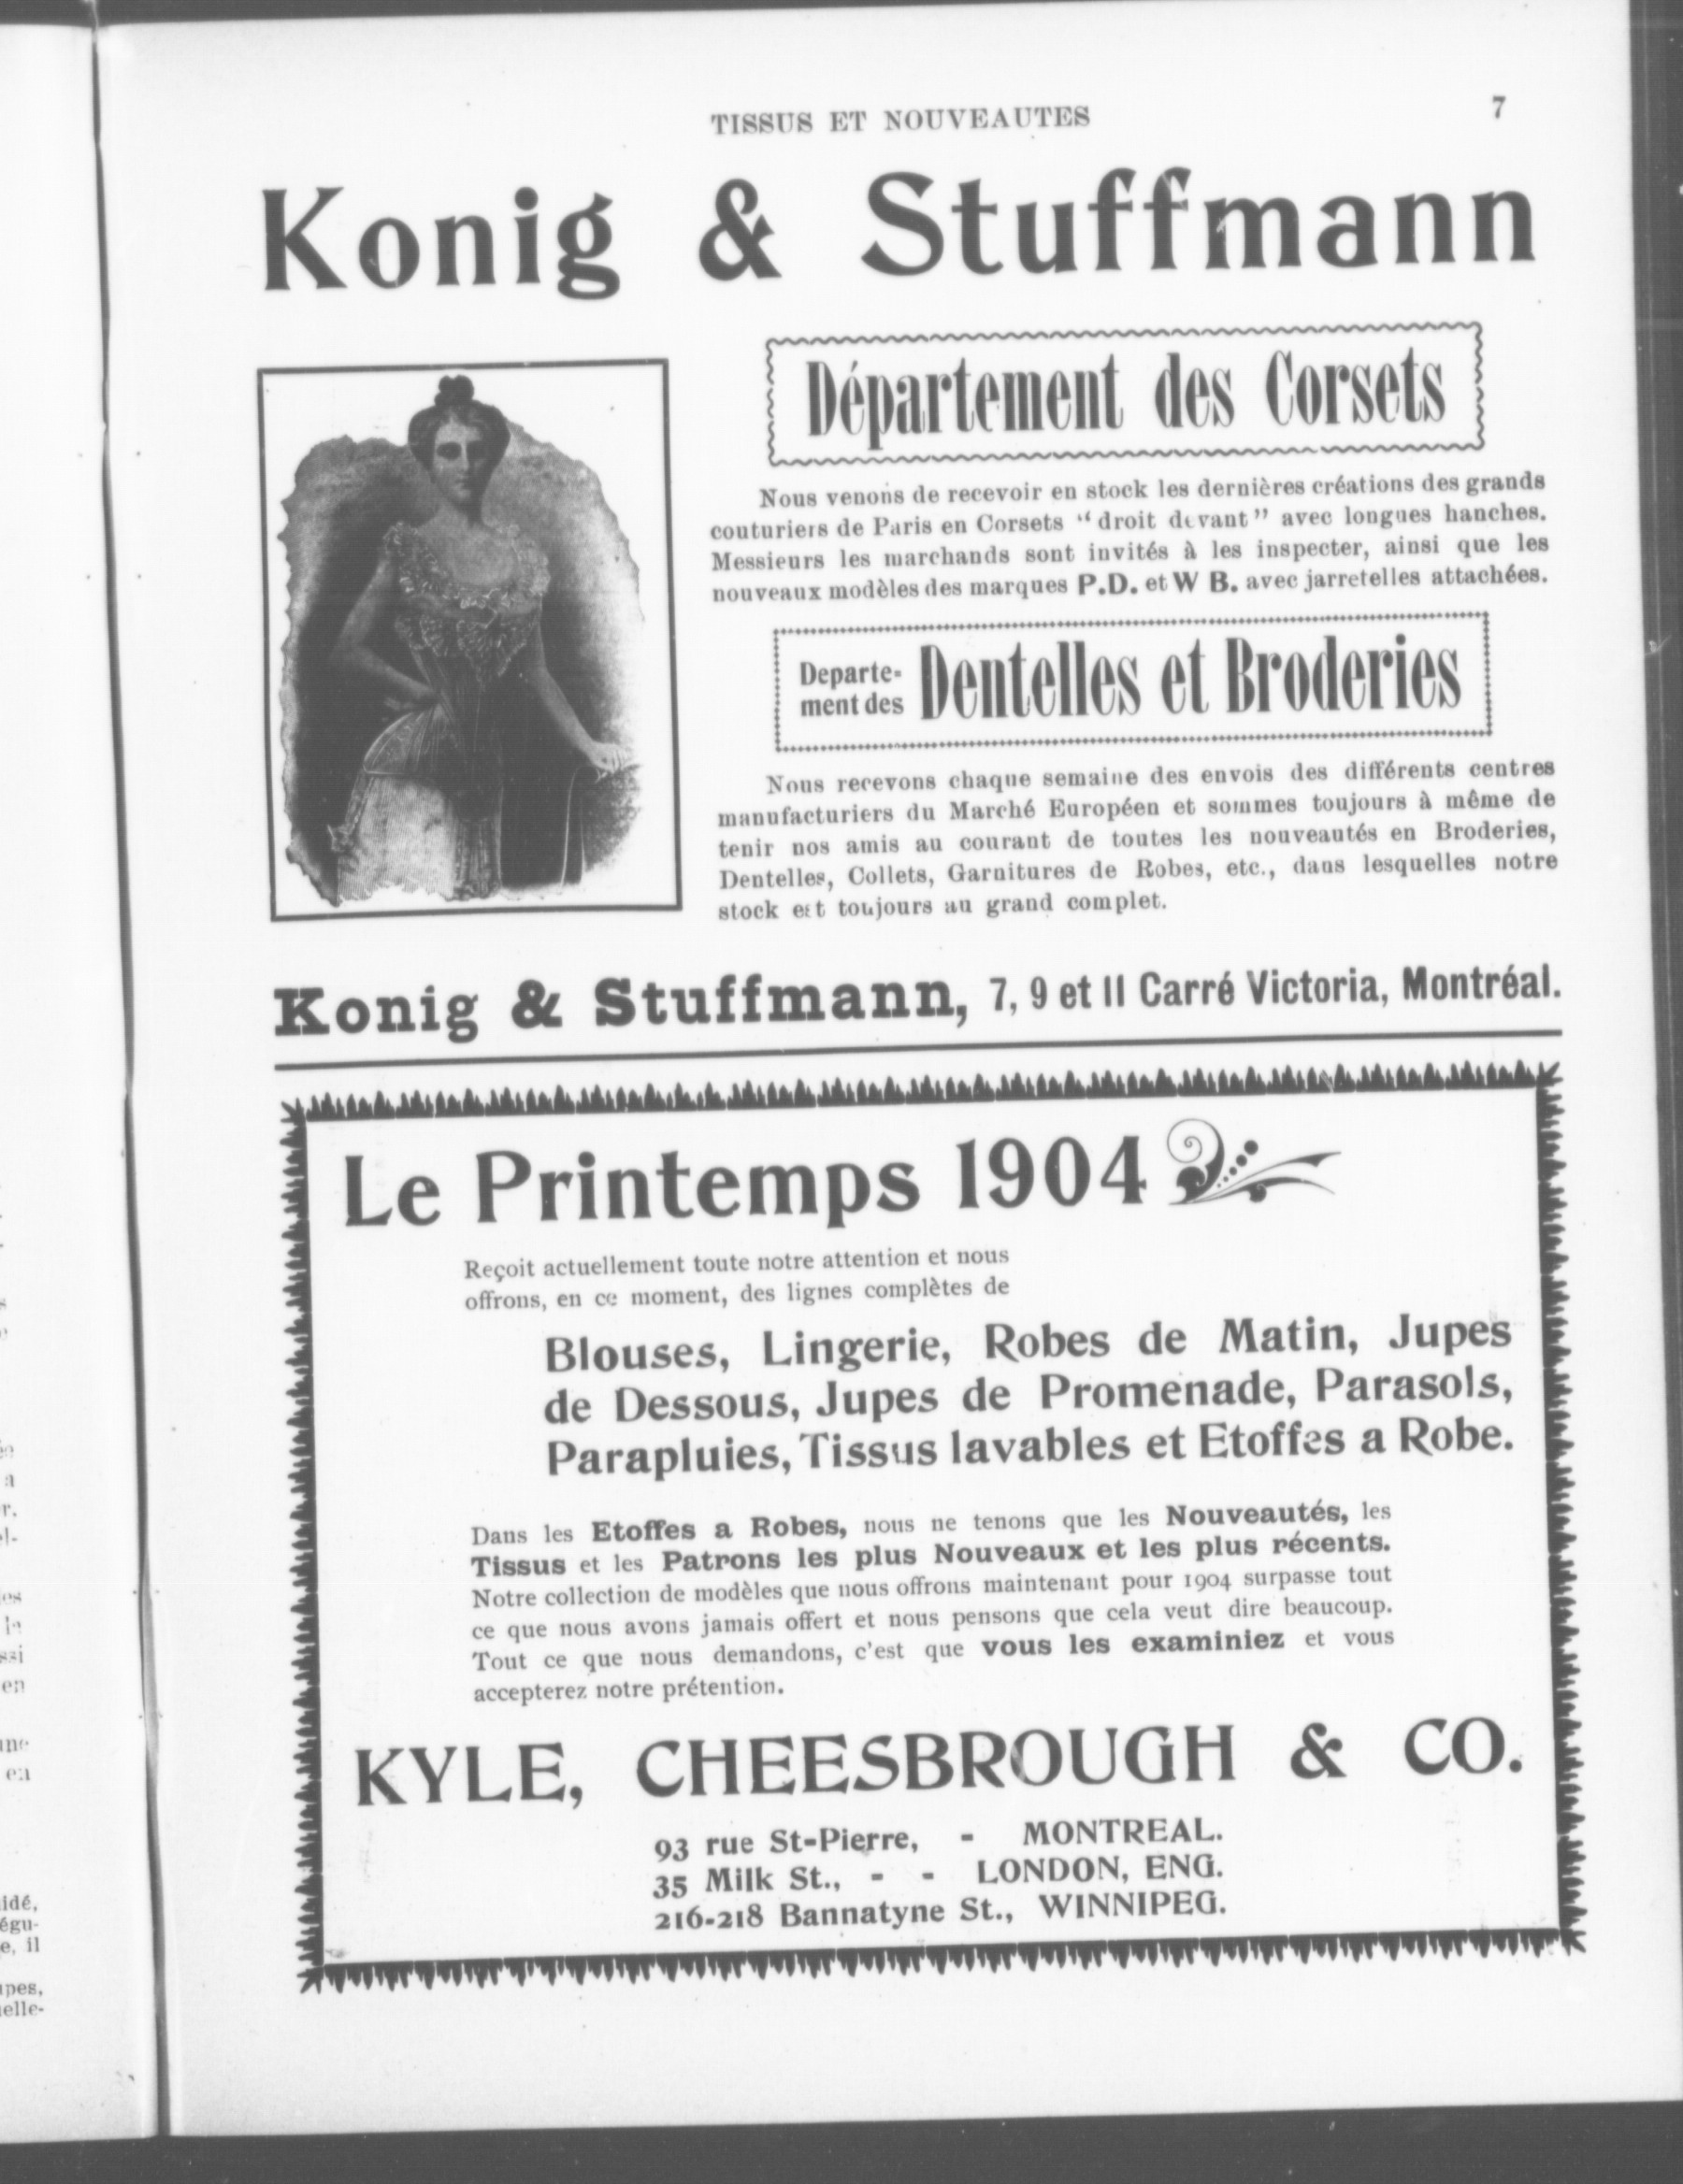 TISSUS ET NOUVEAUTES
7
Konig & Stuffmann
Département des Corsets
Nous venons de recevoir en stock les dernières créations des grands
couturiers de Paris en Corsets “droit devant” avec longues hanches.
Messieurs les marchands sont invités à les inspecter, ainsi que les
nouveaux modèles des marques P.D. et W B. avec jarretelles attachées.
Departe-
ment des Dentelles et Broderies
Nous recevons chaque semaine des envois des différents centres
manufacturiers du Marché Européen et sommes toujours à même de
tenir nos amis au courant de toutes les nouveautés en Broderies,
Dentelles, Collets, Garnitures de Robes, etc., dans lesquelles notre
stock est toujours au grand complet.
Konig & Stuffmann, 7, 9 et 11 Carré Victoria, Montréal.
Le Printemps 1904
Reçoit actuellement toute notre attention et nous
offrons, en ce moment, des lignes complètes de
Blouses, Lingerie, Robes de Matin, Jupes
de Dessous, Jupes de Promenade, Parasols,
Parapluies, Tissus lavables et Etoffes a Robe.
Dans les Etoffes a Robes, nous ne tenons que les Nouveautés, les
Tissus et les Patrons les plus Nouveaux et les plus récents.
Notre collection de modèles que nous offrons maintenant pour 1904 surpasse tout
ce que nous avons jamais offert et nous pensons que cela veut dire beaucoup.
Tout ce que nous demandons, c'est que vous les examiniez et vous
accepterez notre prétention.
KYLE, CHEESBROUGH & CO.
93 rue St-Pierre, - MONTREAL.
35 Milk St., - - LONDON, ENG.
216-218 Bannatyne St., WINNIPEG.